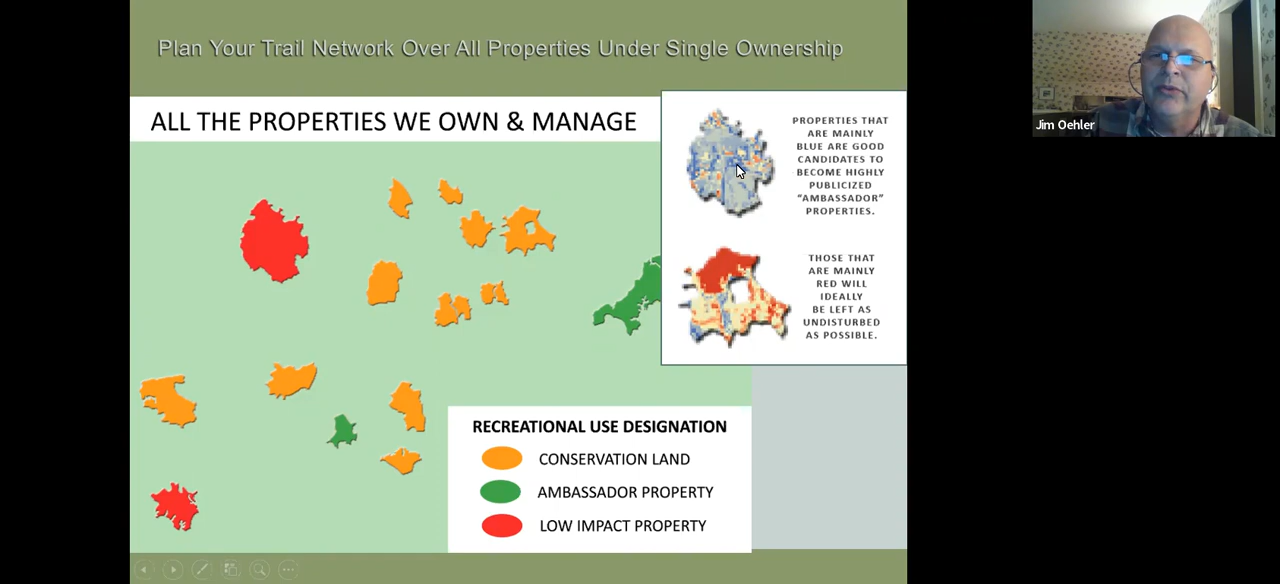 Plan Your Trail Network Over All Properties Under Single Ownership
ALL THE PROPERTIES WE OWN & MANAGE
PROPERTIES THAT
ARE MAINLY
BLUE ARE GOOD
CANDIDATES TO
BECOME HIGHLY
PUBLICIZED
"AMBASSADOR"
PROPERTIES.
THOSE THAT
ARE MAINLY
RED WILL
IDEALLY
BE LEFT AS
UNDISTURBED
AS POSSIBLE.
RECREATIONAL USE DESIGNATION
CONSERVATION LAND
AMBASSADOR PROPERTY
LOW IMPACT PROPERTY
Jim Oehler